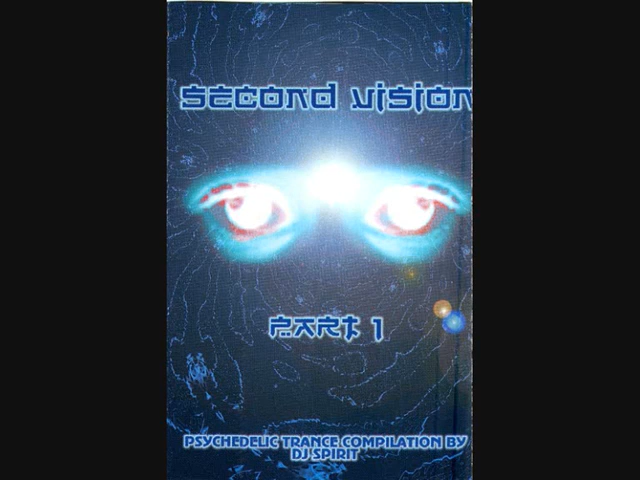 SECOND VISION
PART 1
PSYCHEDELIC TRANCE COMPILATION BY
DJ SPIRIT